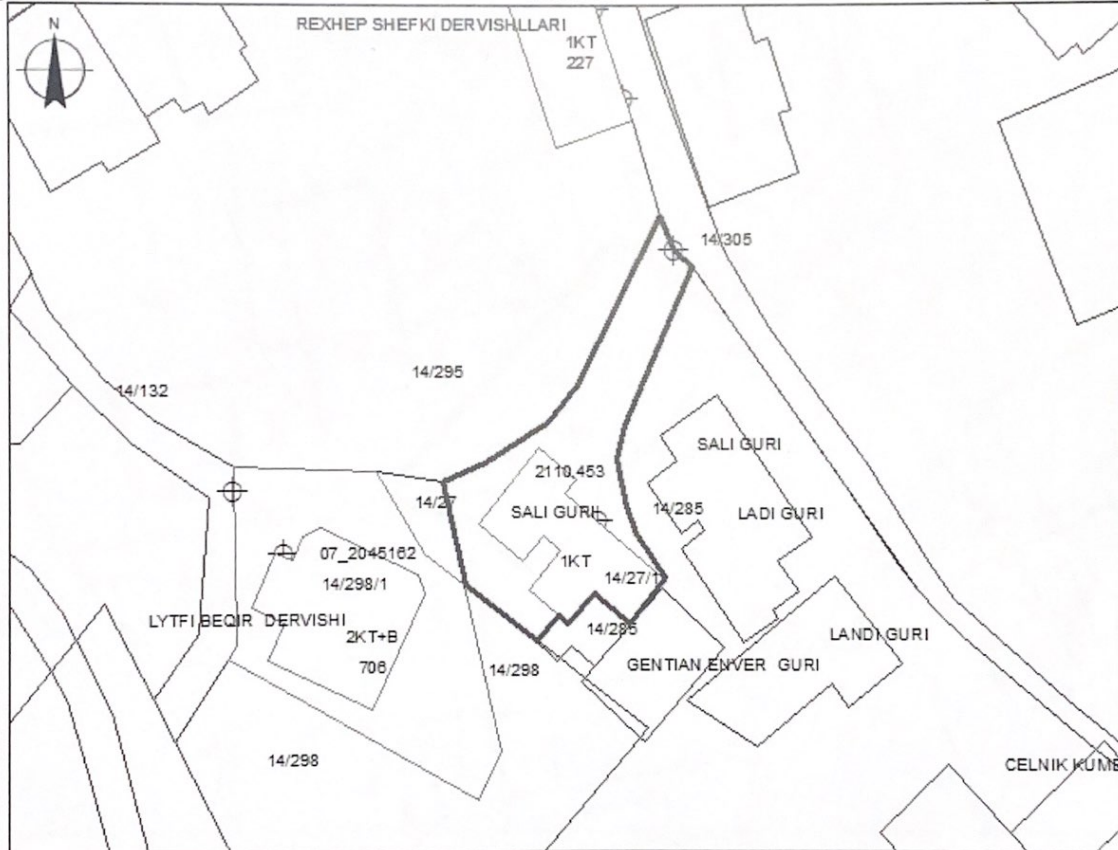 N
REXHEP SHEFKI DERVISHLLARI
1KT
227
14/305
14/295
14/132
SALI GURI
2110,453
14/27
SALI GURI
14/285
LADI GURI
07_2045162
1KT
14/27/1
14/298/1
LYTFI BEQIR DERVISHI
14/285
LANDI GURI
2KT+B
706
14/298
GENTIAN ENVER GURI
14/298
CELNIK KUME